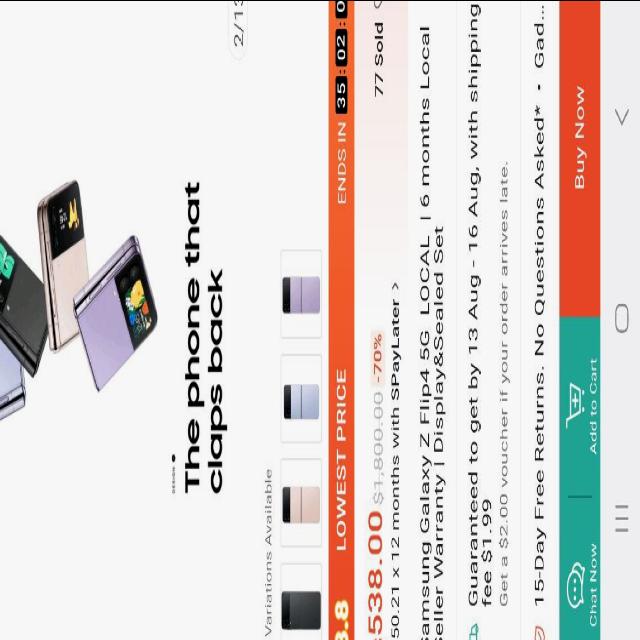 2/13
DESIGN
The phone that
claps back
Variations Available
8.8 LOWEST PRICE ENDS IN 35:02:0
$538.00 $1,800.00 -70% 77 Sold
50.21 x 12 months with SPayLater >
amsung Galaxy Z Flip4 5G LOCAL | 6 months Local
eller Warranty | Display&Sealed Set
Guaranteed to get by 13 Aug - 16 Aug, with shipping
fee $1.99
Get a $2.00 voucher if your order arrives late.
15-Day Free Returns. No Questions Asked* • Gad...
Chat Now
Add to Cart
Buy Now